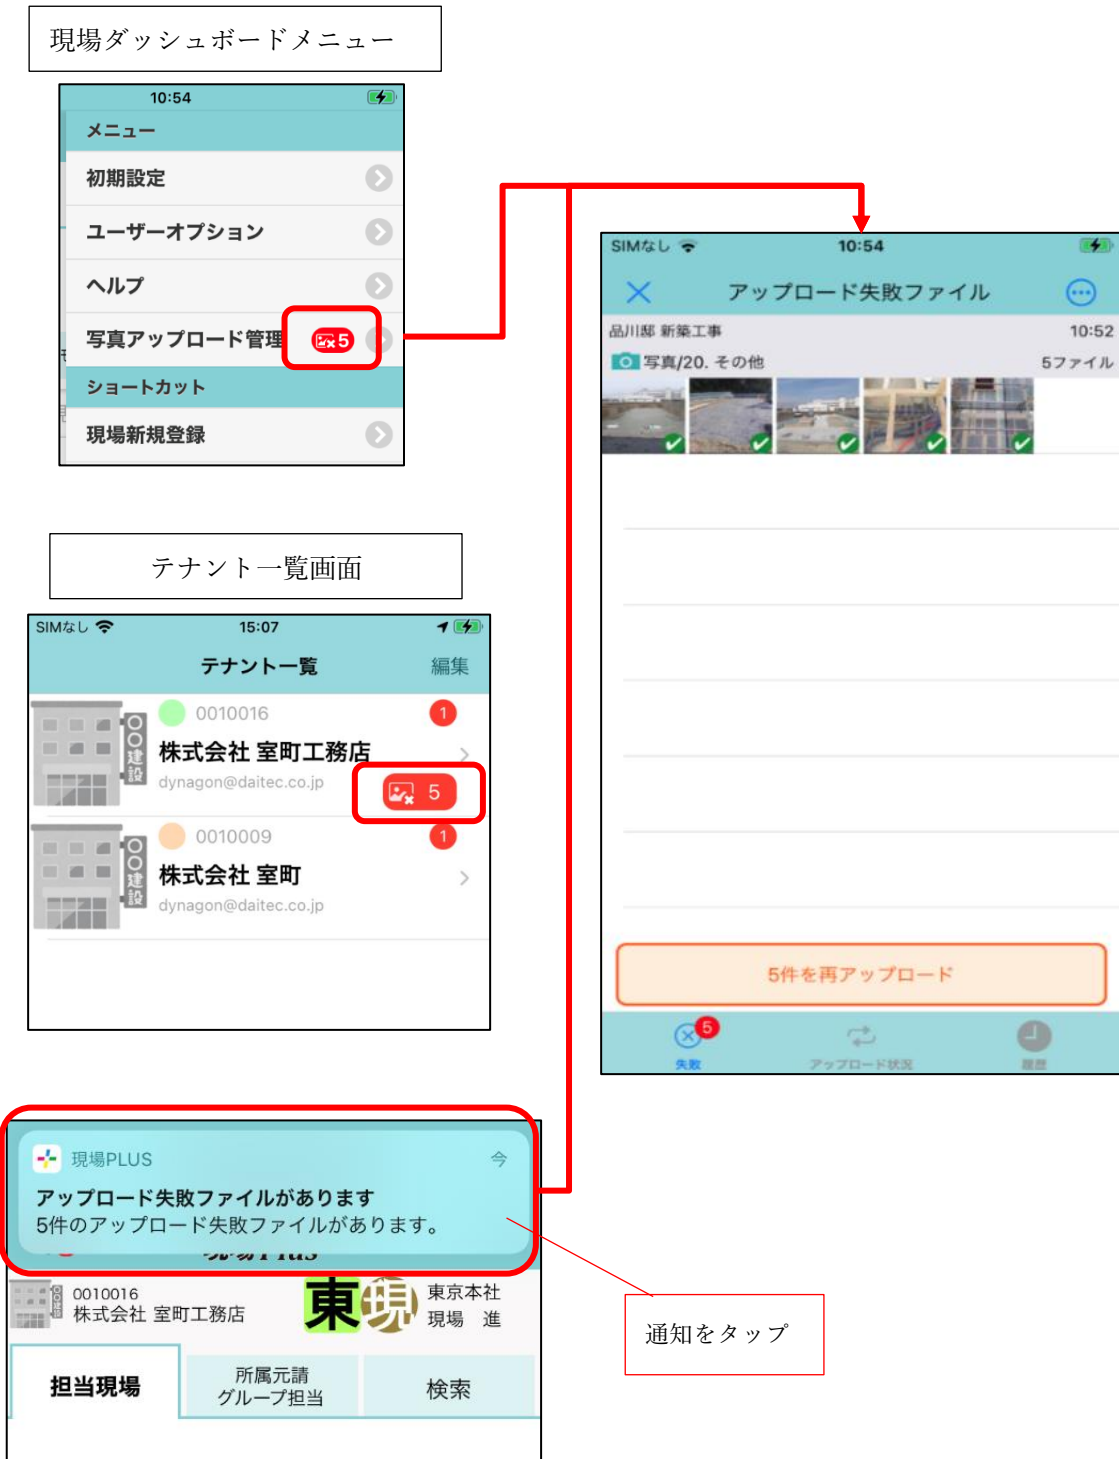 現場ダッシュボードメニュー
10:54
メニュー
初期設定
ユーザーオプション
ヘルプ
写真アップロード管理 5
ショートカット
現場新規登録
SIMなし 10:54
アップロード失敗ファイル
品川邸 新築工事 10:52
写真/20. その他 5ファイル
5件を再アップロード
5
失敗 アップロード状況 履歴
テナント一覧画面
SIMなし 15:07
テナント一覧 編集
〇〇建設
0010016 1
株式会社 室町工務店
dynagon@daitec.co.jp 5
〇〇建設
0010009 1
株式会社 室町
dynagon@daitec.co.jp
現場PLUS 今
アップロード失敗ファイルがあります
5件のアップロード失敗ファイルがあります。
0010016
株式会社 室町工務店
東 現
東京本社
現場 進
担当現場
所属元請
グループ担当
検索
通知をタップ